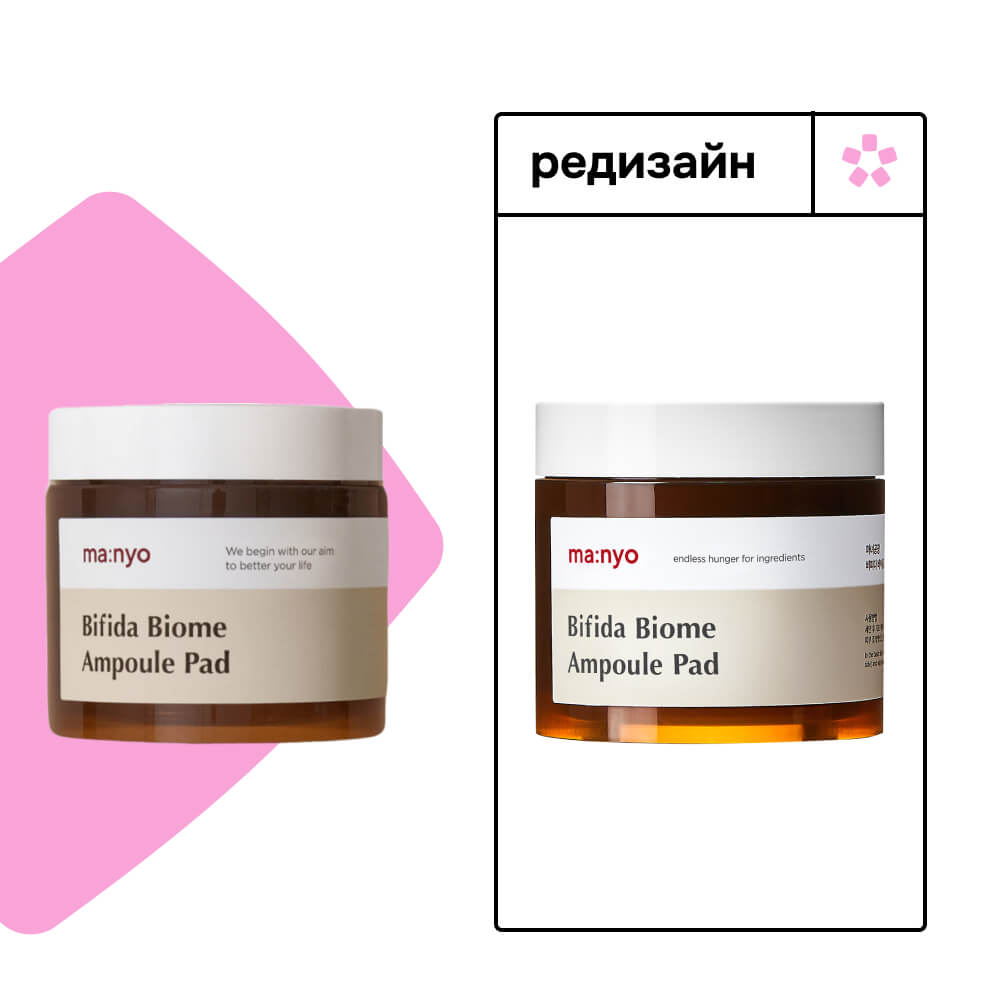 редизайн
ma:nyo
We begin with our aim
to better your life
Bifida Biome
Ampoule Pad
ma:nyo
endless hunger for ingredients
Bifida Biome
Ampoule Pad